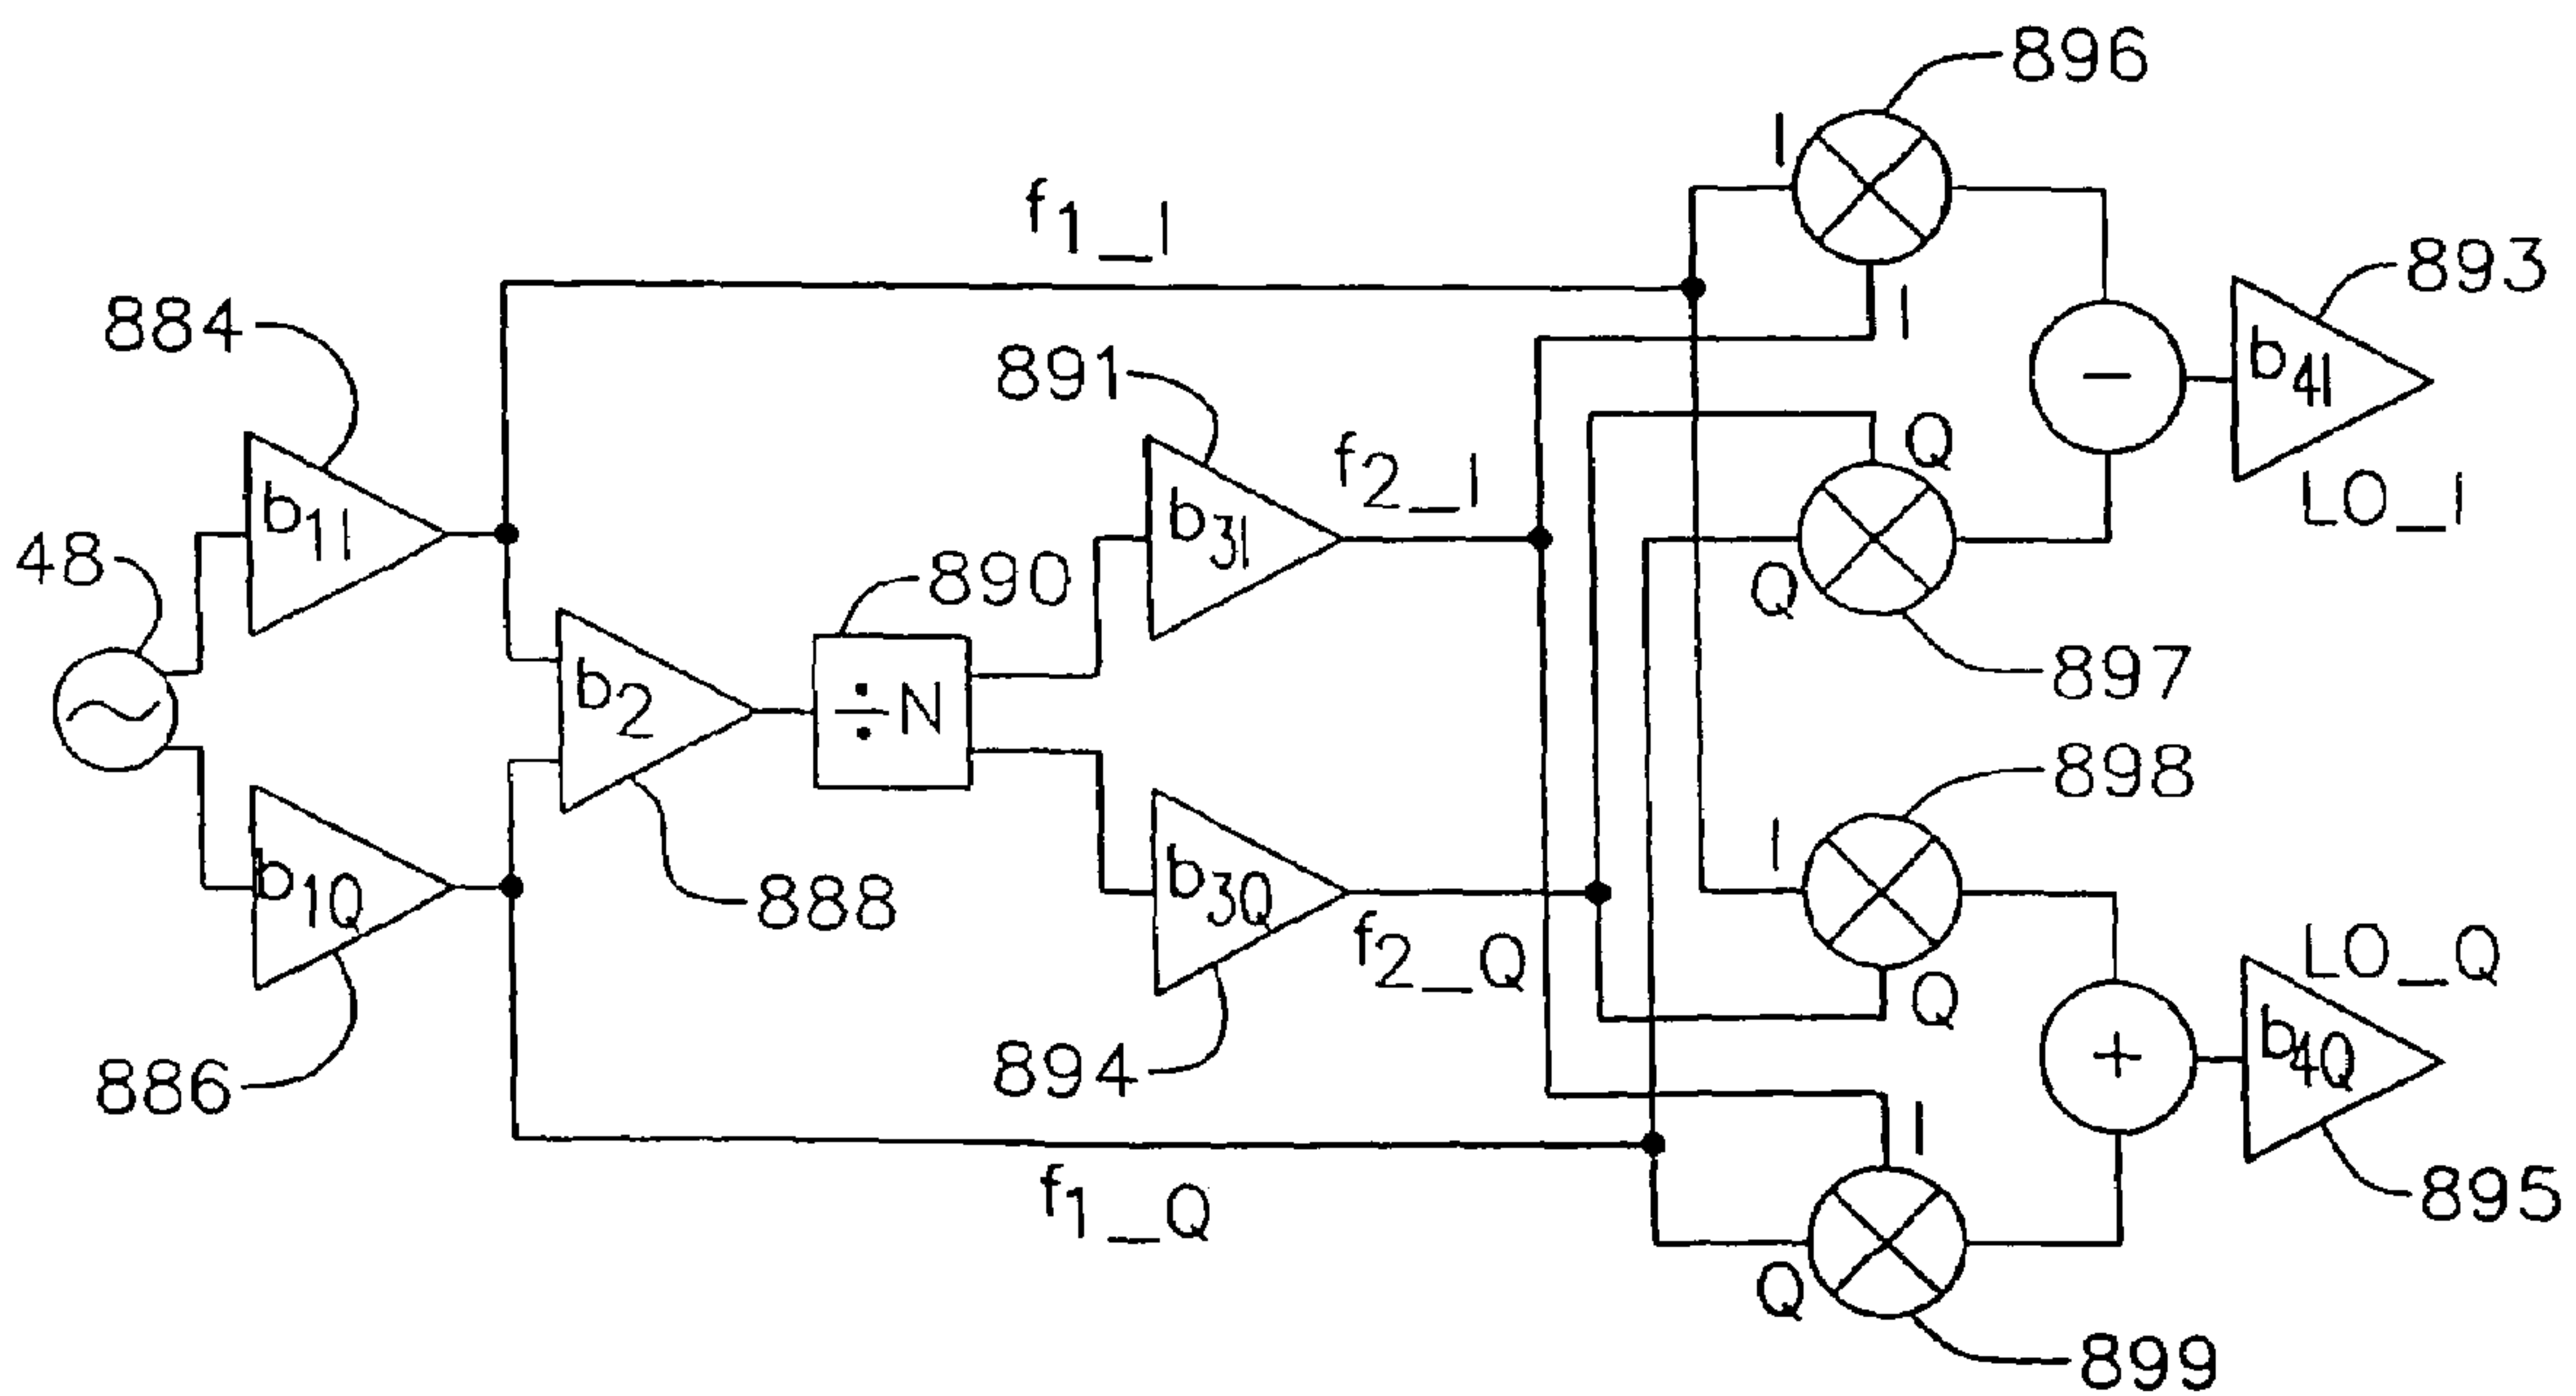 896
I
f1_I
I
893
884
b4I
891
LO_I
f2_I
Q
b1I
b3I
48
890
Q
897
b2
÷N
898
I
b1Q
b3Q
888
f2_Q
Q
LO_Q
b4Q
886
894
I
f1_Q
895
Q
899
−
+